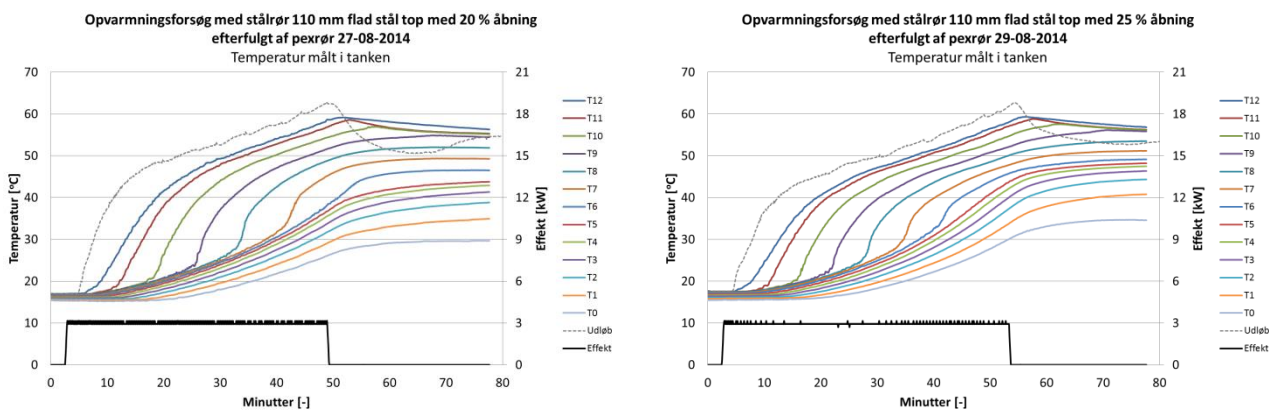 Opvarmningsforsøg med stålrør 110 mm flad stål top med 20 % åbning
efterfulgt af pexrør 27-08-2014
Temperatur målt i tanken
70
60
50
40
30
20
10
0
Temperatur [°C]
21
18
15
12
9
6
3
0
Effekt [kW]
0 10 20 30 40 50 60 70 80
Minutter [-]
T12
T11
T10
T9
T8
T7
T6
T5
T4
T3
T2
T1
T0
Udløb
Effekt
Opvarmningsforsøg med stålrør 110 mm flad stål top med 25 % åbning
efterfulgt af pexrør 29-08-2014
Temperatur målt i tanken
70
60
50
40
30
20
10
0
Temperatur [°C]
21
18
15
12
9
6
3
0
Effekt [kW]
0 10 20 30 40 50 60 70 80
Minutter [-]
T12
T11
T10
T9
T8
T7
T6
T5
T4
T3
T2
T1
T0
Udløb
Effekt